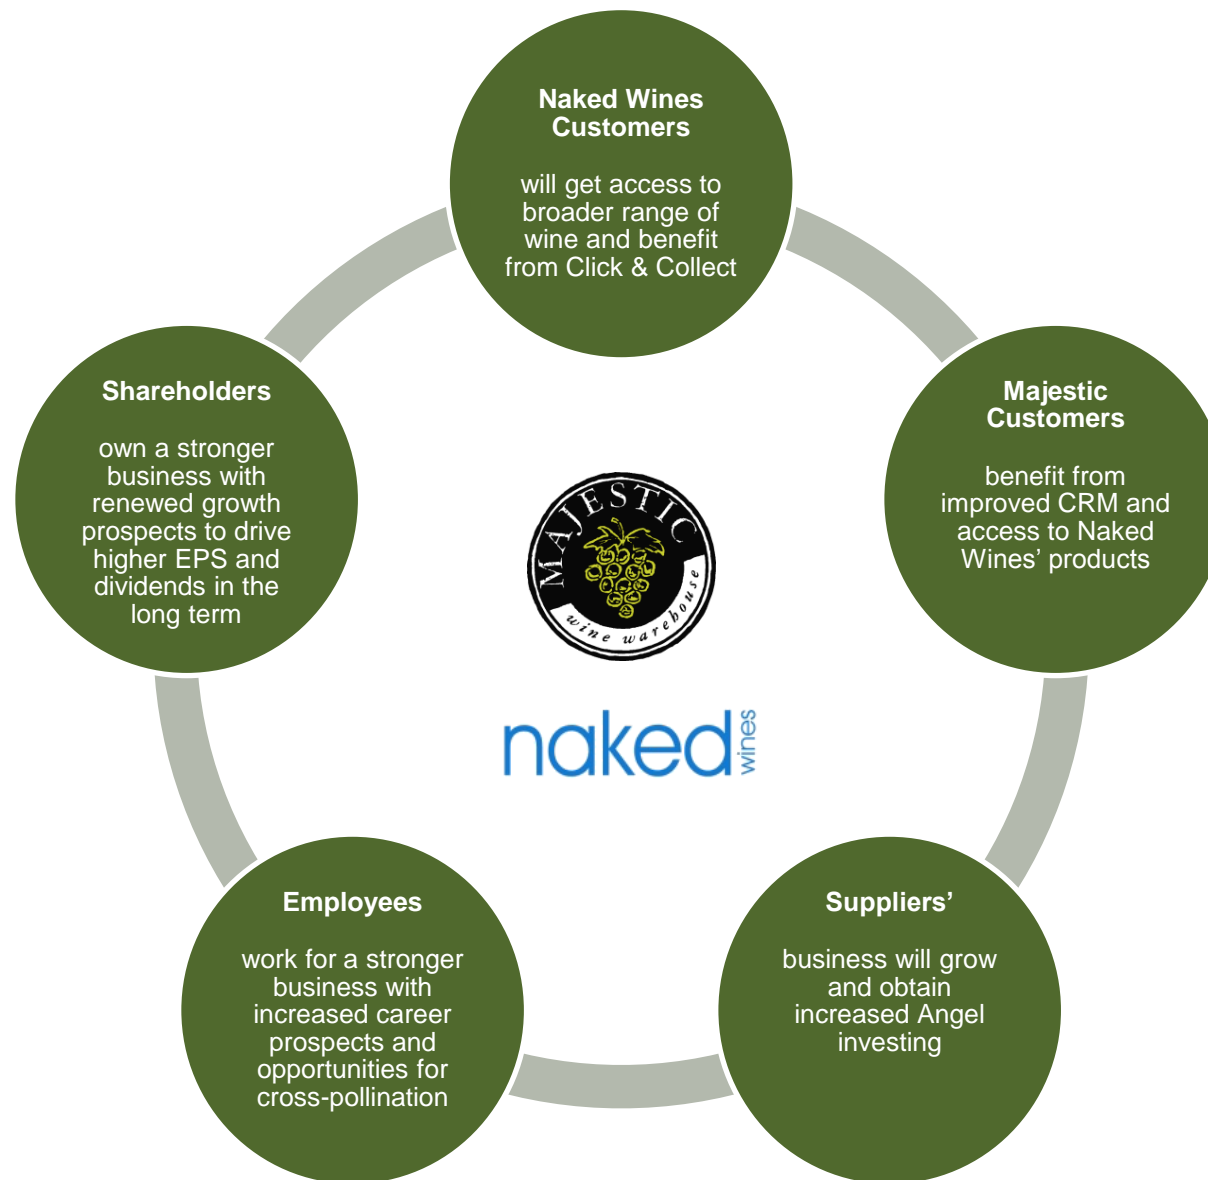 Naked Wines
Customers
will get access to
broader range of
wine and benefit
from Click & Collect
Majestic
Customers
benefit from
improved CRM and
access to Naked
Wines’ products
Suppliers’
business will grow
and obtain
increased Angel
investing
Employees
work for a stronger
business with
increased career
prospects and
opportunities for
cross-pollination
Shareholders
own a stronger
business with
renewed growth
prospects to drive
higher EPS and
dividends in the
long term
MAJESTIC
wine warehouse
naked
wines